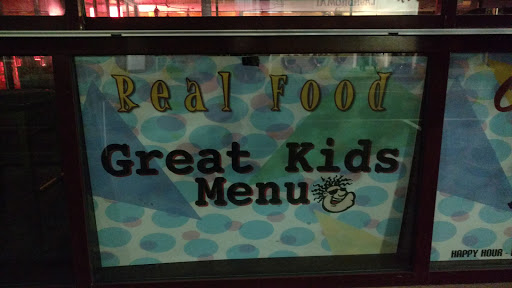 Real Food
Great Kids
Menu
HAPPY HOUR